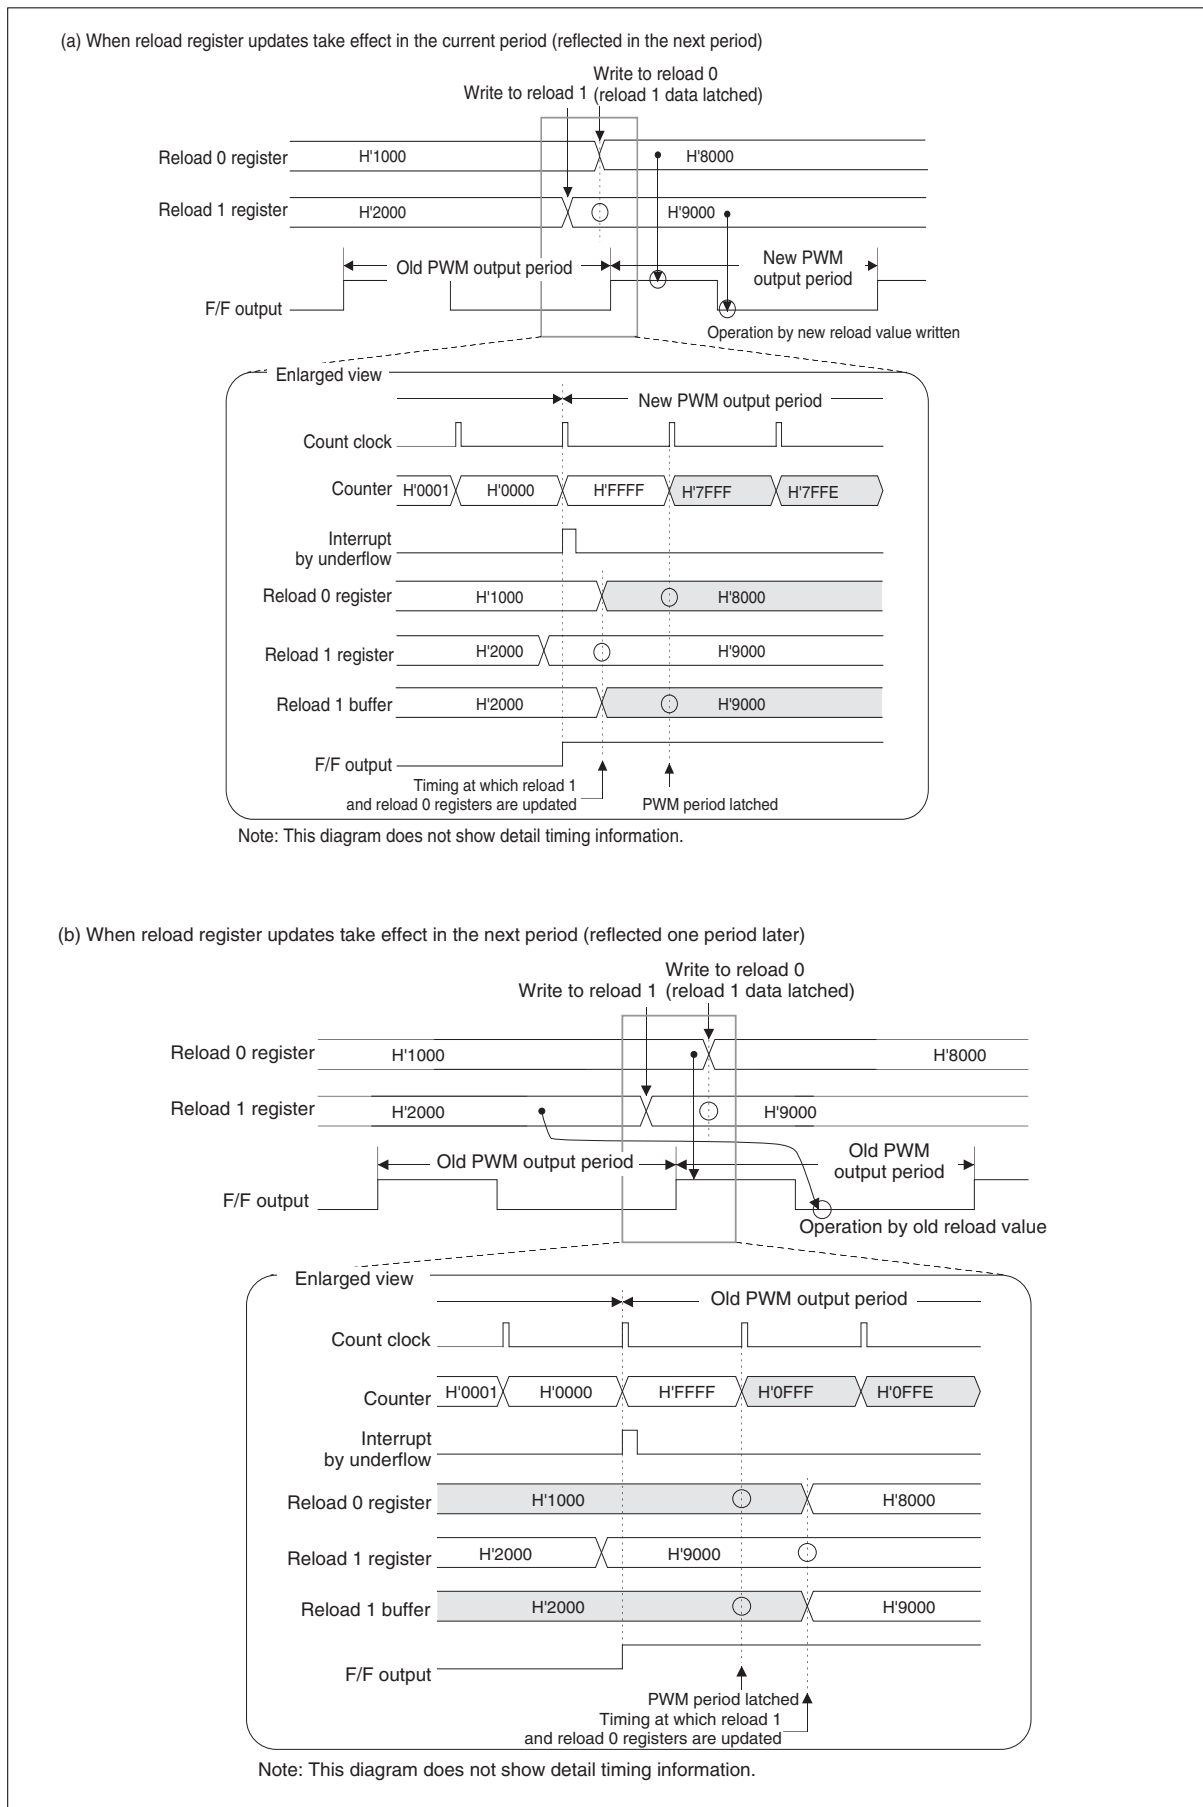 (a) When reload register updates take effect in the current period (reflected in the next period)
Write to reload 0
Write to reload 1 (reload 1 data latched)
Reload 0 register H'1000 H'8000
Reload 1 register H'2000 H'9000
Old PWM output period New PWM
output period
F/F output
Operation by new reload value written
Enlarged view
New PWM output period
Count clock
Counter H'0001 H'0000 H'FFFF H'7FFF H'7FFE
Interrupt
by underflow
Reload 0 register H'1000 H'8000
Reload 1 register H'2000 H'9000
Reload 1 buffer H'2000 H'9000
F/F output
Timing at which reload 1
and reload 0 registers are updated PWM period latched
Note: This diagram does not show detail timing information.
(b) When reload register updates take effect in the next period (reflected one period later)
Write to reload 0
Write to reload 1 (reload 1 data latched)
Reload 0 register H'1000 H'8000
Reload 1 register H'2000 H'9000
Old PWM output period Old PWM
output period
F/F output
Operation by old reload value
Enlarged view
Old PWM output period
Count clock
Counter H'0001 H'0000 H'FFFF H'0FFF H'0FFE
Interrupt
by underflow
Reload 0 register H'1000 H'8000
Reload 1 register H'2000 H'9000
Reload 1 buffer H'2000 H'9000
F/F output
PWM period latched
Timing at which reload 1
and reload 0 registers are updated
Note: This diagram does not show detail timing information.